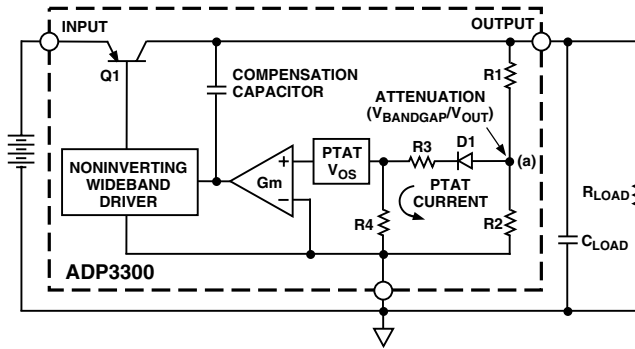 INPUT
OUTPUT
Q1
COMPENSATION
CAPACITOR
R1
ATTENUATION
(VBANDGAP/VOUT)
R3
D1
(a)
PTAT
VOS
NONINVERTING
WIDEBAND
DRIVER
Gm
+
−
PTAT
CURRENT
R4
R2
RLOAD
CLOAD
ADP3300